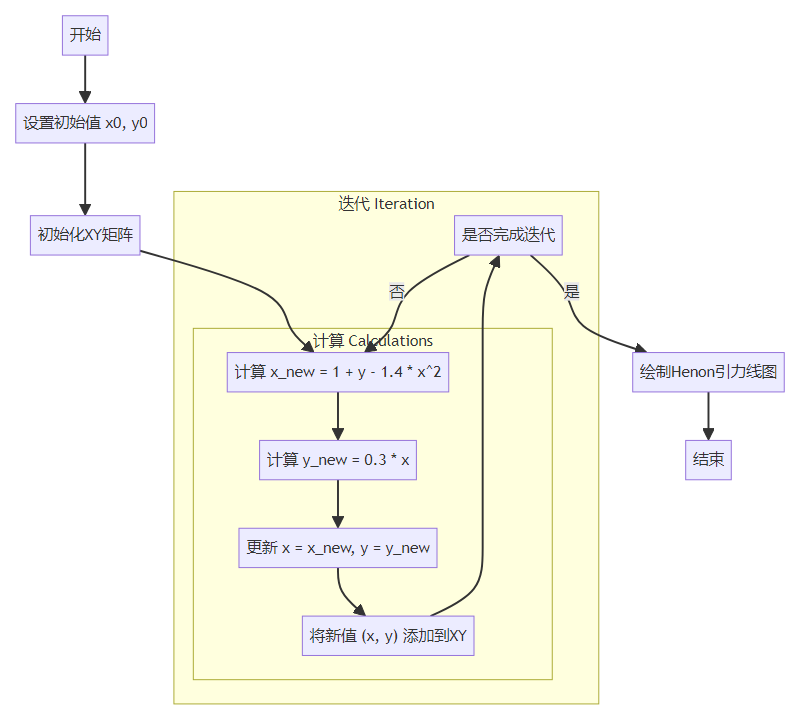 开始
设置初始值 x0, y0
初始化XY矩阵
迭代 Iteration
是否完成迭代
否
是
计算 Calculations
计算 x_new = 1 + y - 1.4 * x^2
计算 y_new = 0.3 * x
更新 x = x_new, y = y_new
将新值 (x, y) 添加到XY
绘制Henon引力线图
结束